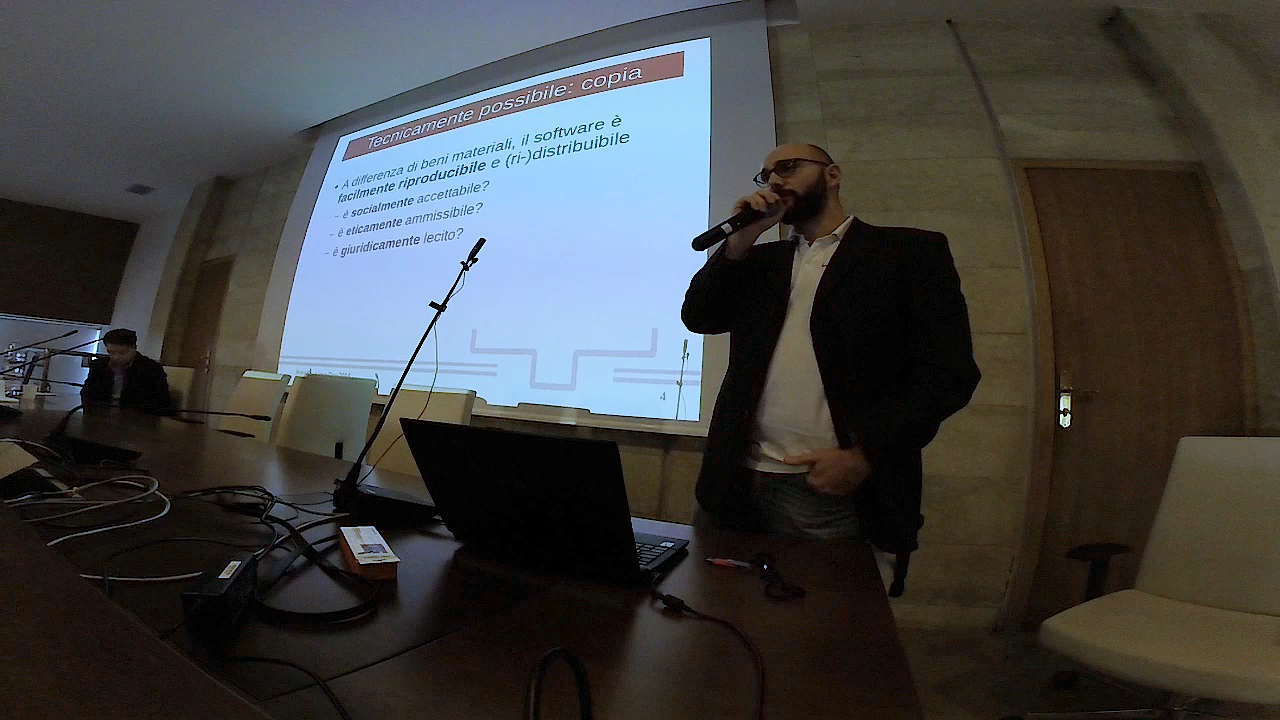 Tecnicamente possibile: copia
• A differenza di beni materiali, il software è
facilmente riproducibile e (ri-)distribuibile
– è socialmente accettabile?
– è eticamente ammissibile?
– è giuridicamente lecito?
4